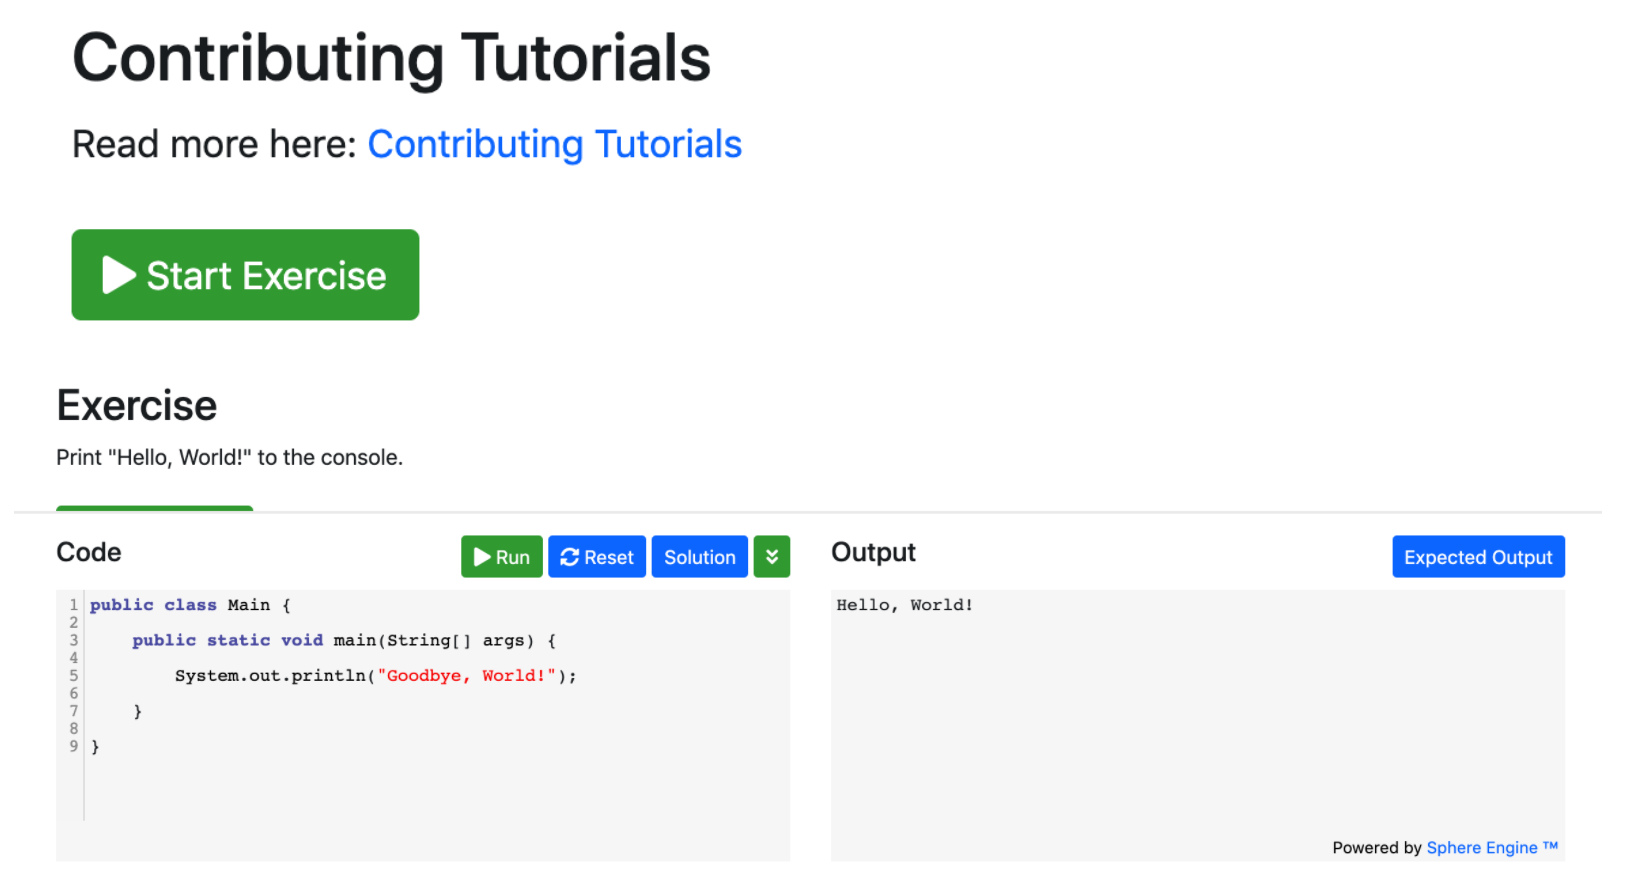 Contributing Tutorials
Read more here: Contributing Tutorials
Start Exercise
Exercise
Print "Hello, World!" to the console.
Code
Run Reset Solution
1 public class Main {
2
3     public static void main(String[] args) {
4
5         System.out.println("Goodbye, World!");
6
7     }
8
9 }
Output
Expected Output
Hello, World!
Powered by Sphere Engine ™